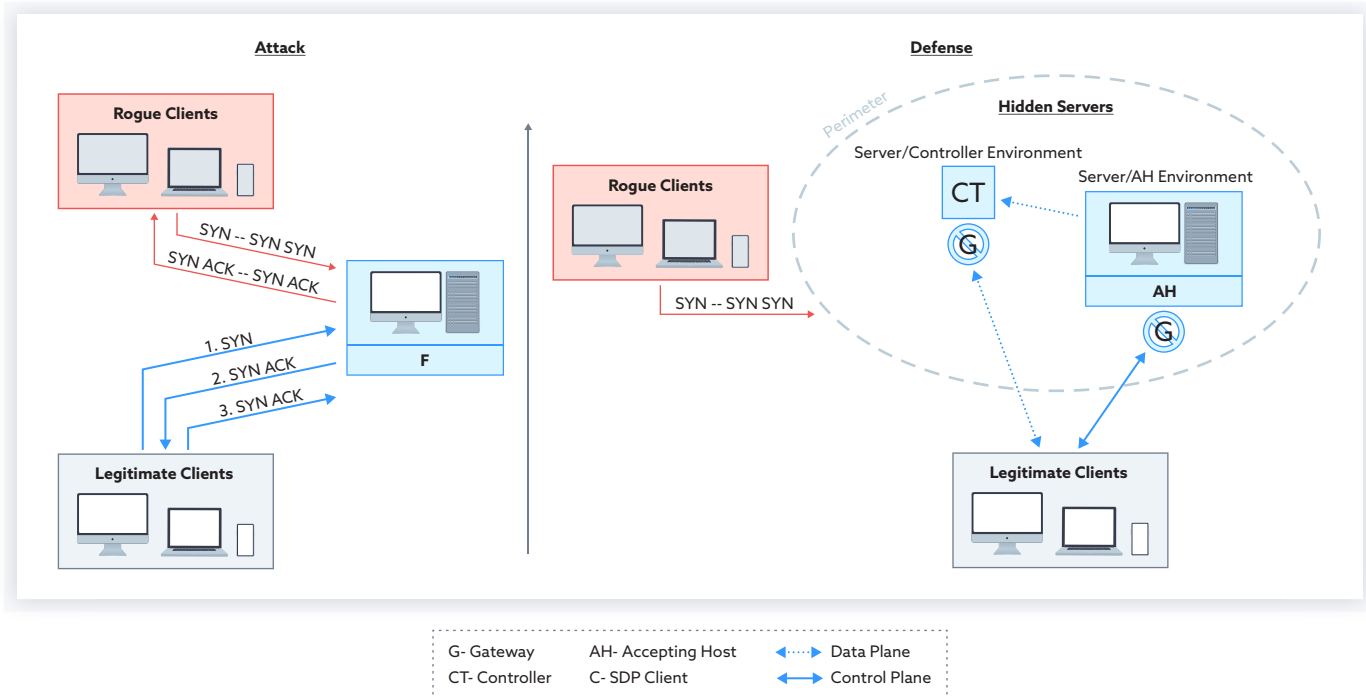 Attack
Rogue Clients
SYN -- SYN SYN
SYN ACK -- SYN ACK
F
1. SYN
2. SYN ACK
3. SYN ACK
Legitimate Clients
Defense
Perimeter
Hidden Servers
Server/Controller Environment
CT
G
Server/AH Environment
AH
G
Rogue Clients
SYN -- SYN SYN
Legitimate Clients
G- Gateway
AH- Accepting Host
Data Plane
CT- Controller
C- SDP Client
Control Plane